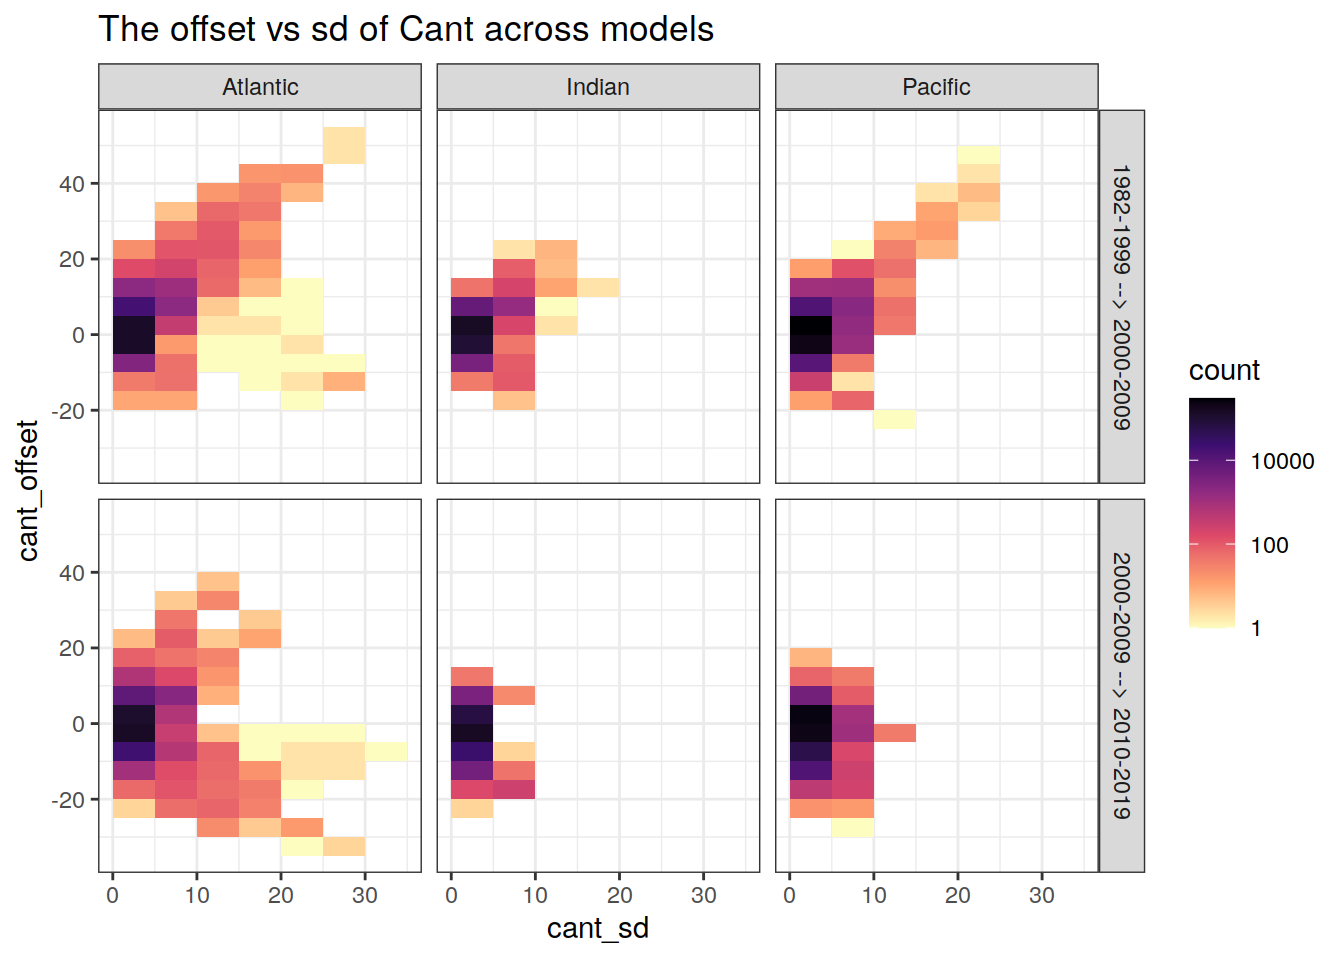 The offset vs sd of Cant across models
Atlantic
Indian
Pacific
1982-1999 --> 2000-2009
2000-2009 --> 2010-2019
cant_offset
40
20
0
-20
40
20
0
-20
0 10 20 30
0 10 20 30
0 10 20 30
cant_sd
count
10000
100
1